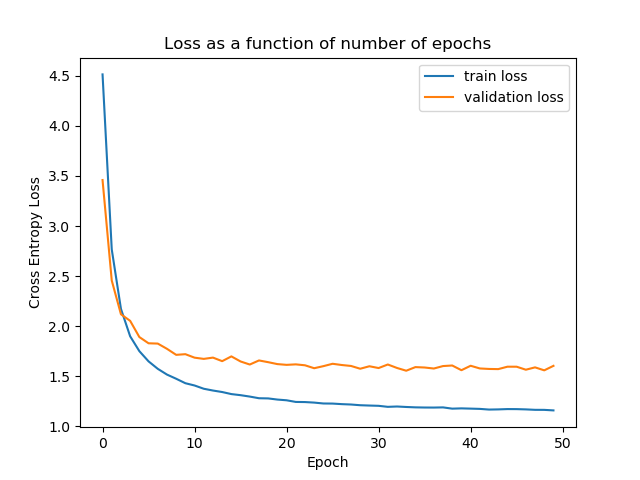 Loss as a function of number of epochs
train loss
validation loss
4.5
4.0
3.5
3.0
2.5
2.0
1.5
1.0
Cross Entropy Loss
0 10 20 30 40 50
Epoch